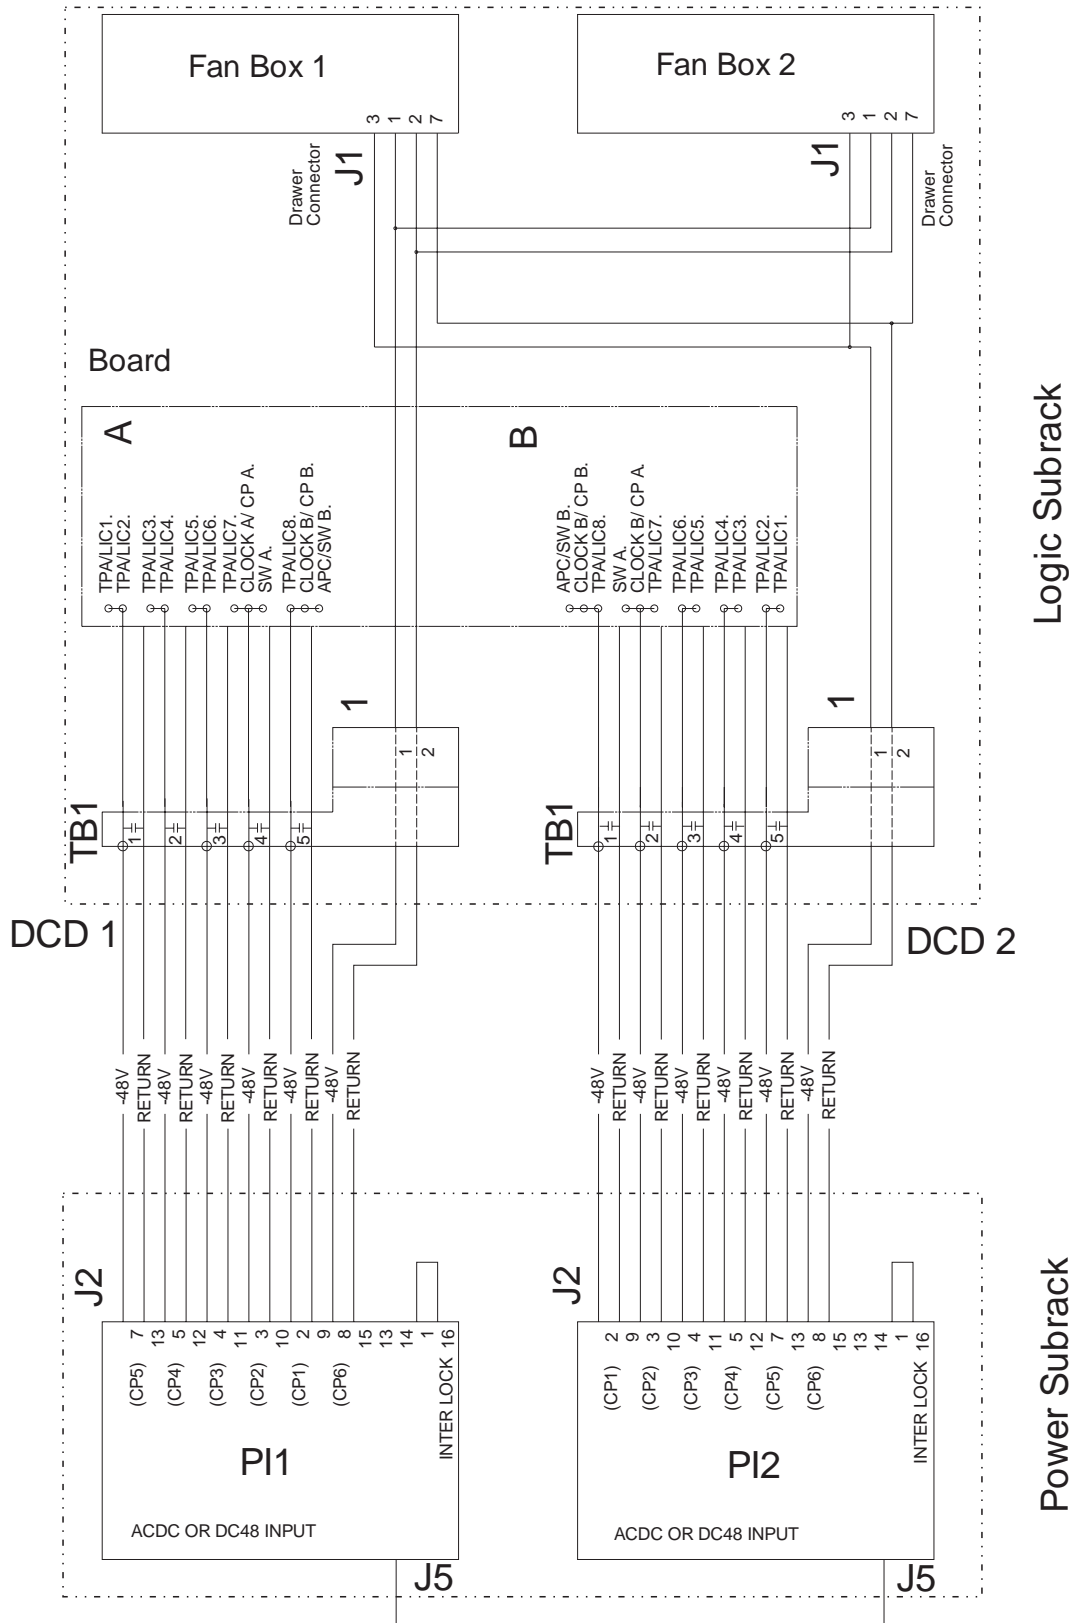 Fan Box 1
3
1
2
7
J1
Drawer
Connector
Fan Box 2
3
1
2
7
J1
Drawer
Connector
Board
Logic Subrack
A
TPA/LIC1.
TPA/LIC2.
TPA/LIC3.
TPA/LIC4.
TPA/LIC5.
TPA/LIC6.
TPA/LIC7.
CLOCK A/ CP A.
SW A.
TPA/LIC8.
CLOCK B/ CP B.
APC/SW B.
B
APC/SW B.
CLOCK B/ CP B.
TPA/LIC8.
SW A.
CLOCK B/ CP A.
TPA/LIC7.
TPA/LIC6.
TPA/LIC5.
TPA/LIC4.
TPA/LIC3.
TPA/LIC2.
TPA/LIC1.
1
1
2
TB1
1
2
3
4
5
1
1
2
TB1
1
2
3
4
5
DCD 1
DCD 2
-48V
RETURN
-48V
RETURN
-48V
RETURN
-48V
RETURN
-48V
RETURN
-48V
RETURN
-48V
RETURN
-48V
RETURN
-48V
RETURN
-48V
RETURN
-48V
RETURN
-48V
RETURN
Power Subrack
J2
7
13
5
12
4
11
3
10
2
9
8
15
13
14
1
16
(CP5)
(CP4)
(CP3)
(CP2)
(CP1)
(CP6)
INTER LOCK
PI1
ACDC OR DC48 INPUT
J5
J2
2
9
3
10
4
11
5
12
7
13
8
15
13
14
1
16
(CP1)
(CP2)
(CP3)
(CP4)
(CP5)
(CP6)
INTER LOCK
PI2
ACDC OR DC48 INPUT
J5